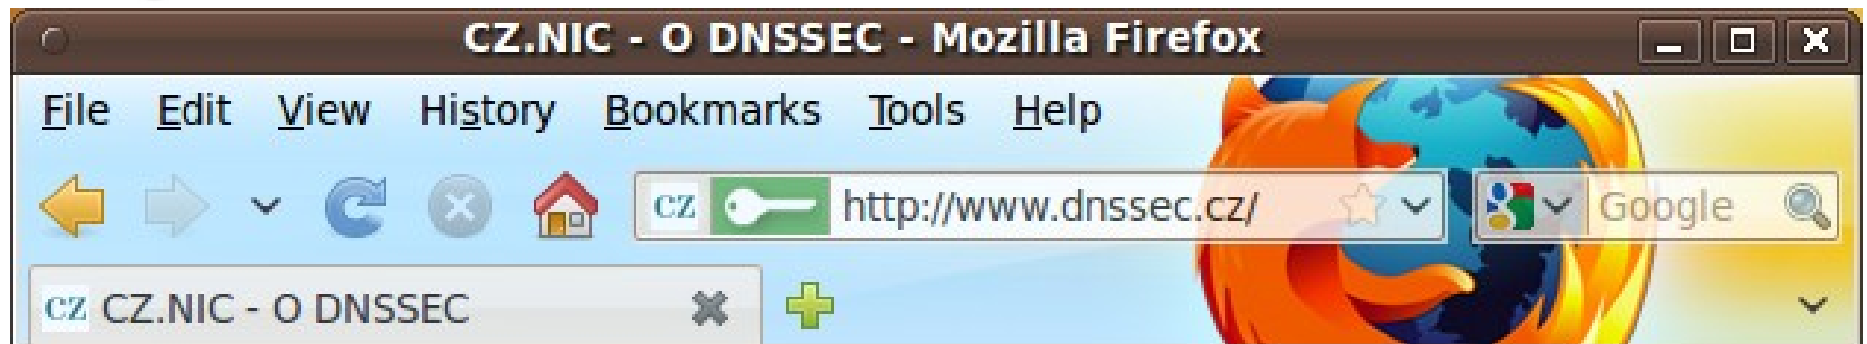 CZ.NIC - O DNSSEC - Mozilla Firefox
File Edit View History Bookmarks Tools Help
CZ http://www.dnssec.cz/ Google
CZ CZ.NIC - O DNSSEC